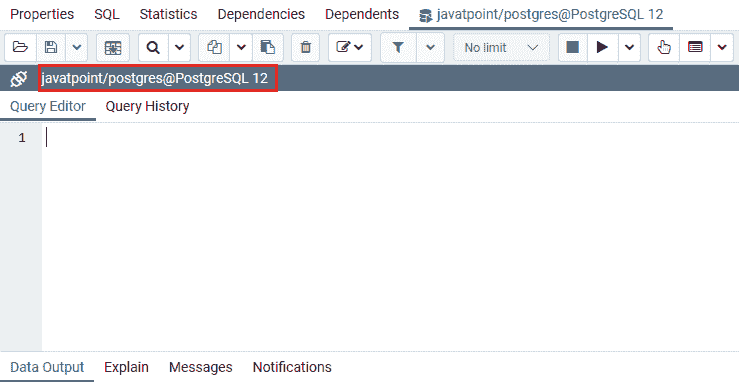 Properties SQL Statistics Dependencies Dependents javatpoint/postgres@PostgreSQL 12
No limit
javatpoint/postgres@PostgreSQL 12
Query Editor Query History
1
Data Output Explain Messages Notifications